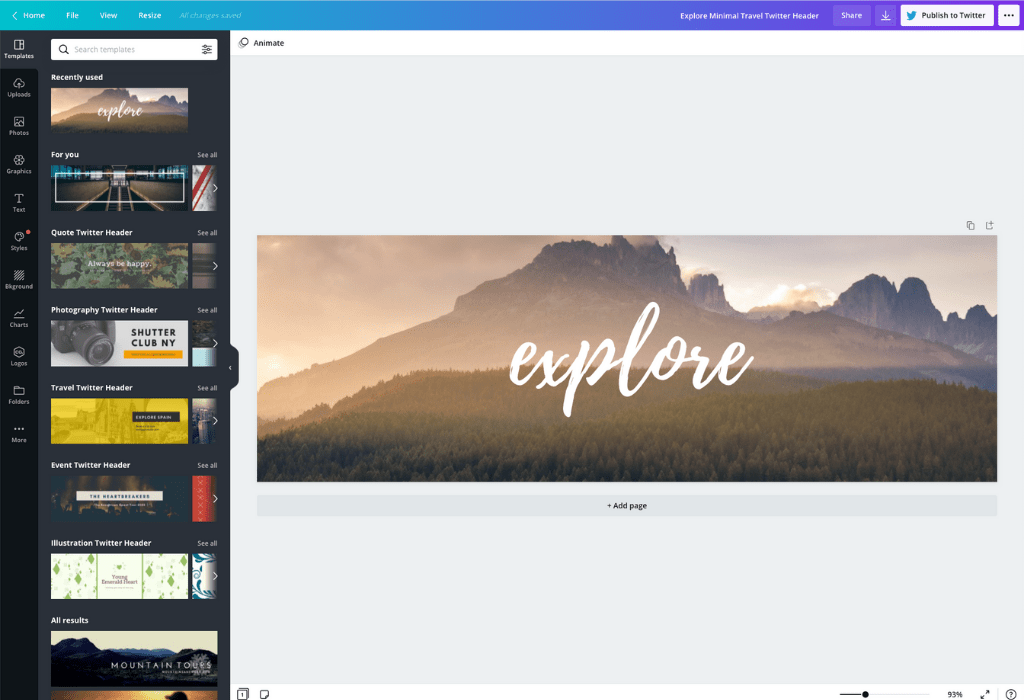 Home File View Resize All changes saved Explore Minimal Travel Twitter Header Share Publish to Twitter
Templates
Uploads
Photos
Graphics
Text
Styles
Bkground
Charts
Logos
Folders
More
Search templates
Recently used
explore
For you See all
Quote Twitter Header See all
Always be happy.
Photography Twitter Header See all
SHUTTER
CLUB NY
Travel Twitter Header See all
EXPLORE SPAIN
Event Twitter Header See all
THE HEARTBREAKERS
Illustration Twitter Header See all
Young
Emerald Heart
All results
MOUNTAIN TOURS
Animate
explore
+ Add page
1
93%